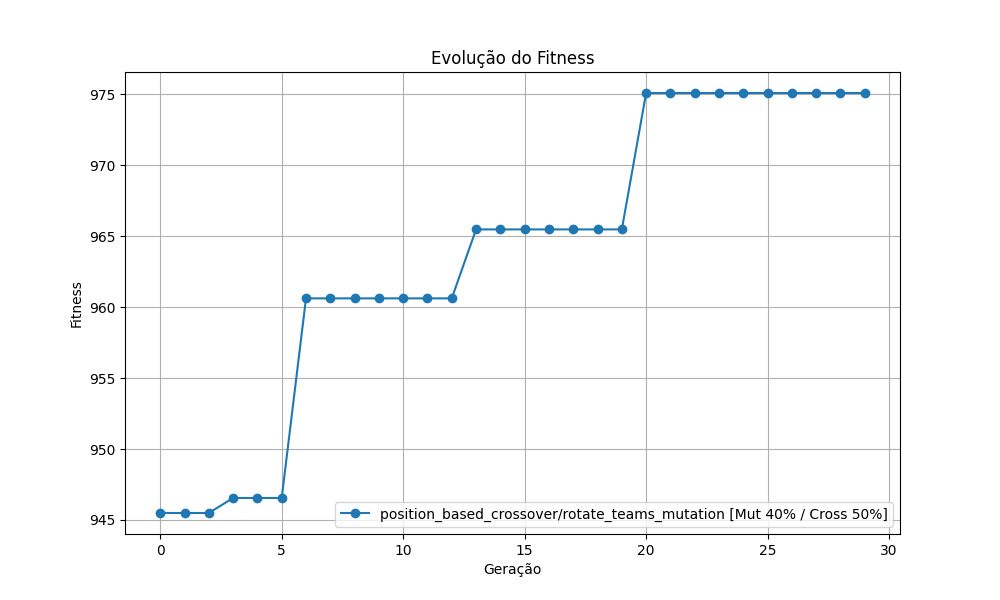 Evolução do Fitness
Fitness
975
970
965
960
955
950
945
0 5 10 15 20 25 30
Geração
position_based_crossover/rotate_teams_mutation [Mut 40% / Cross 50%]